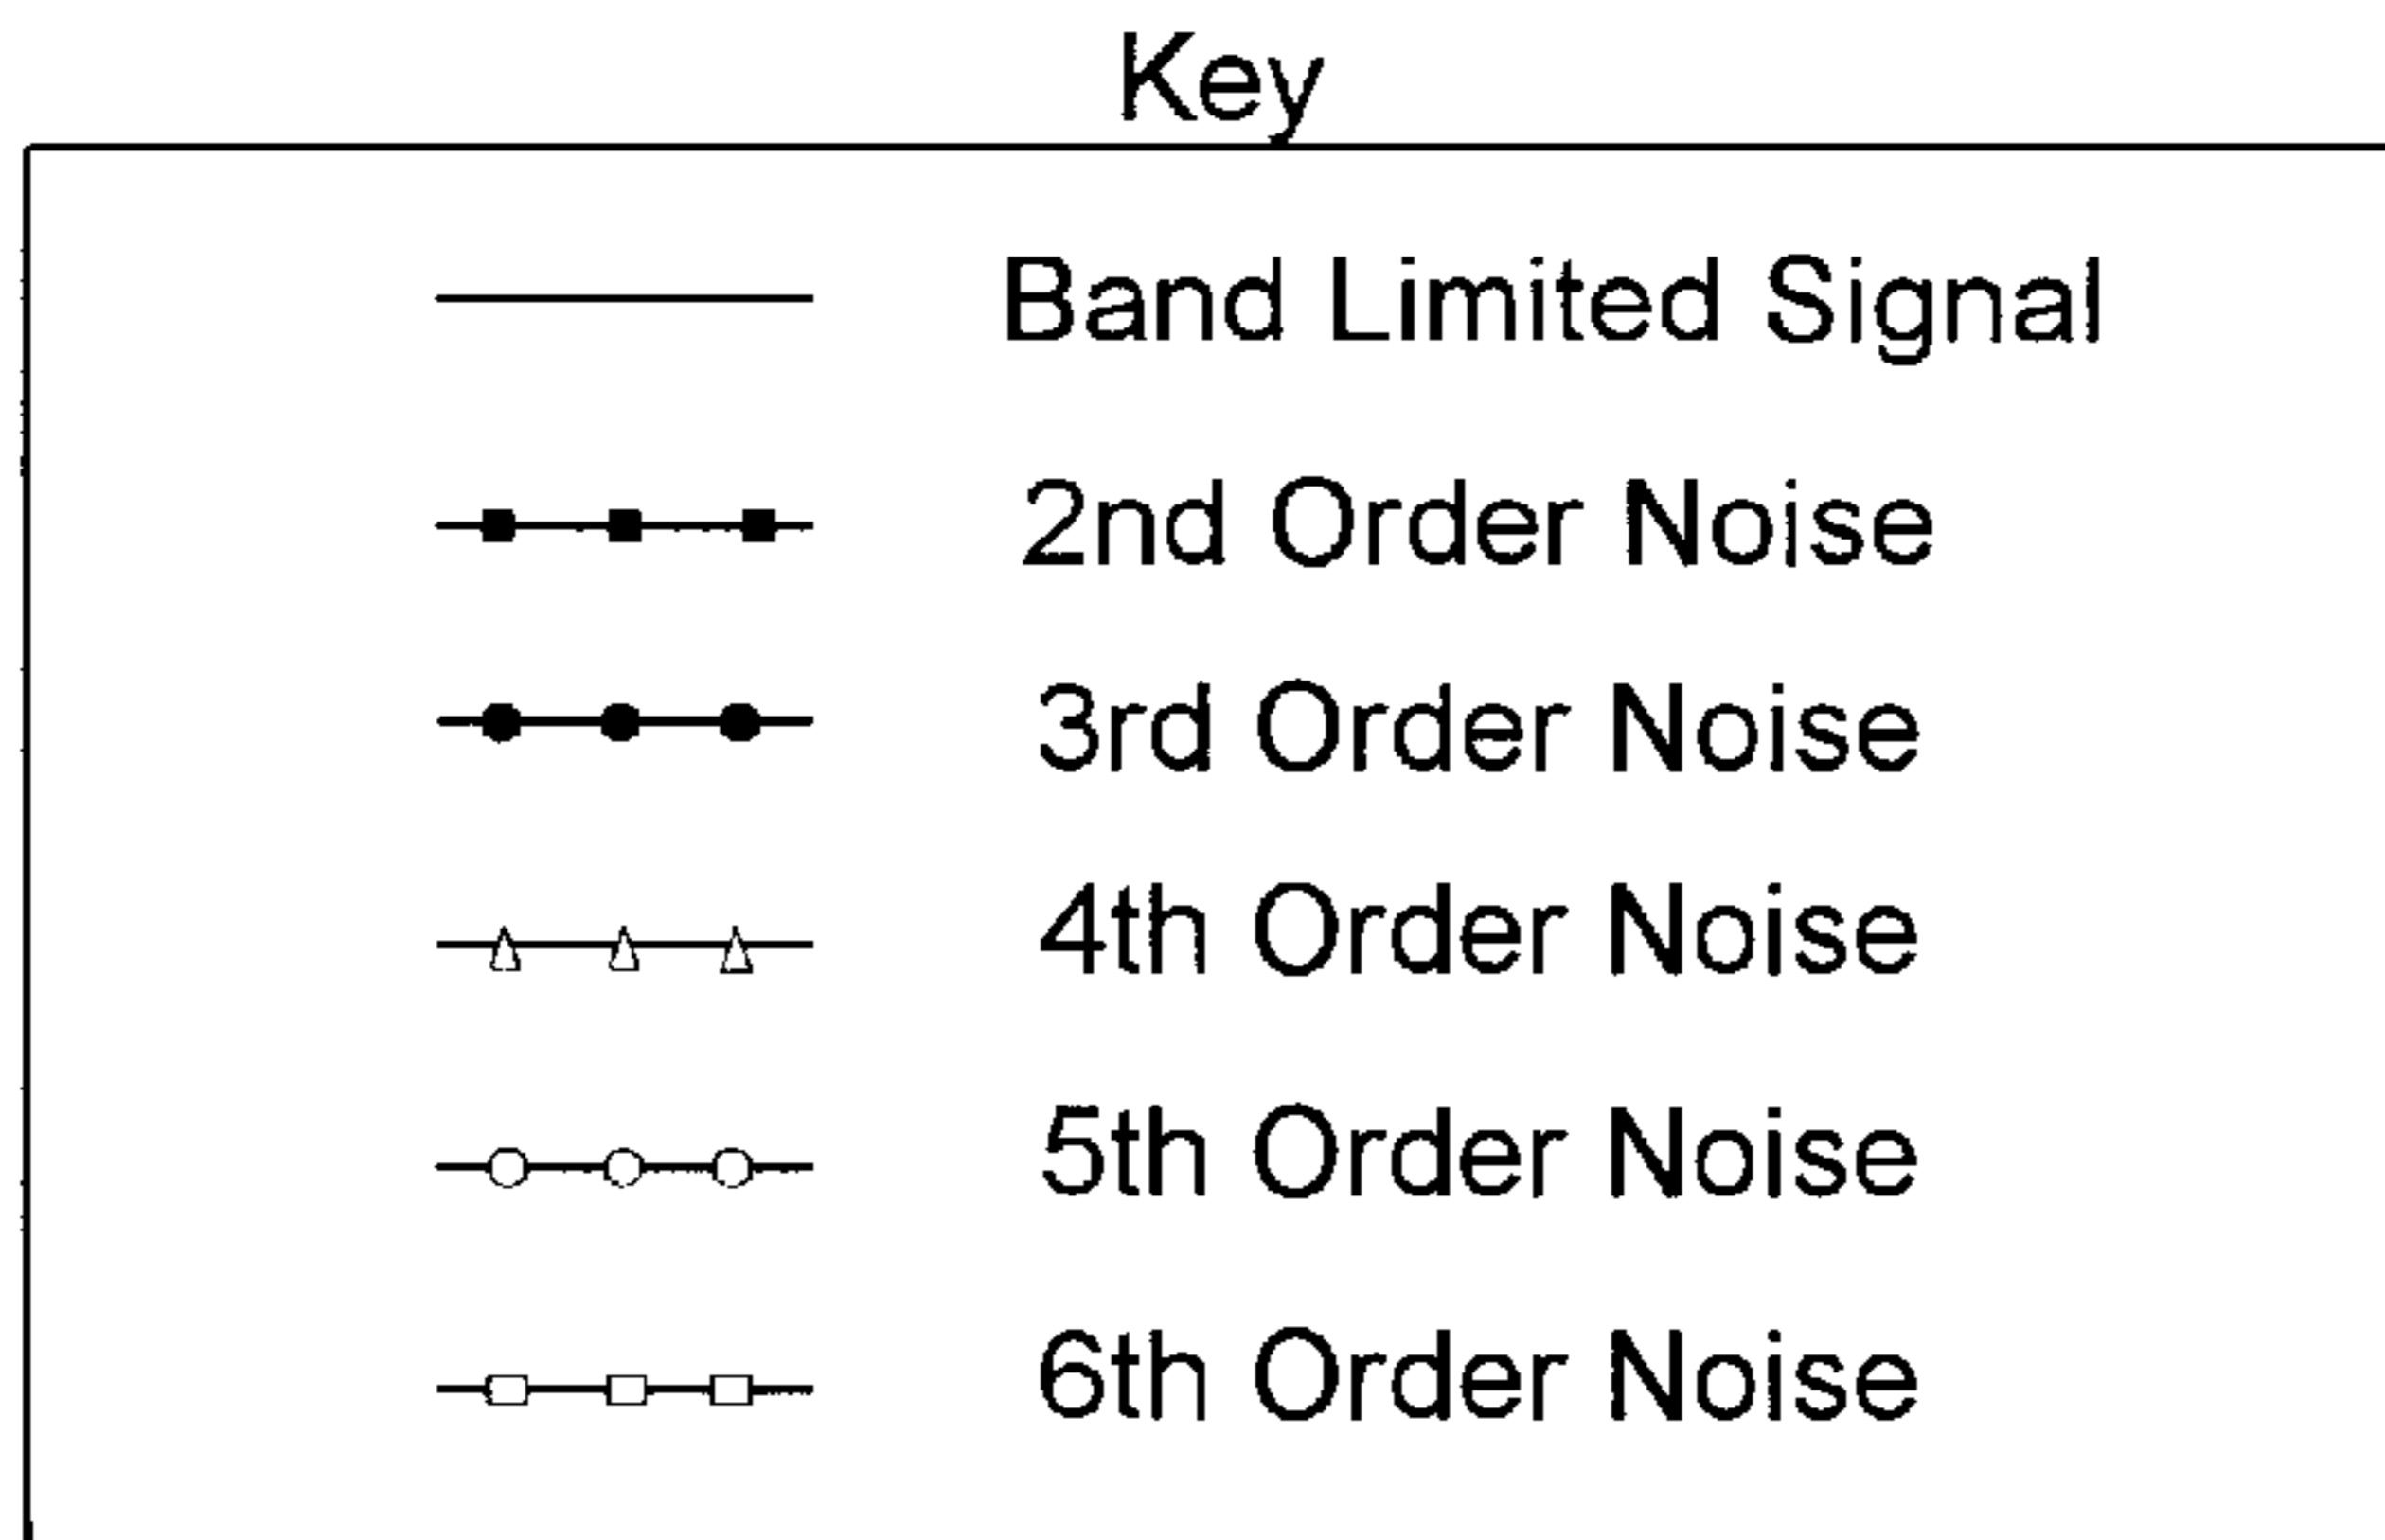 Key
Band Limited Signal
2nd Order Noise
3rd Order Noise
4th Order Noise
5th Order Noise
6th Order Noise